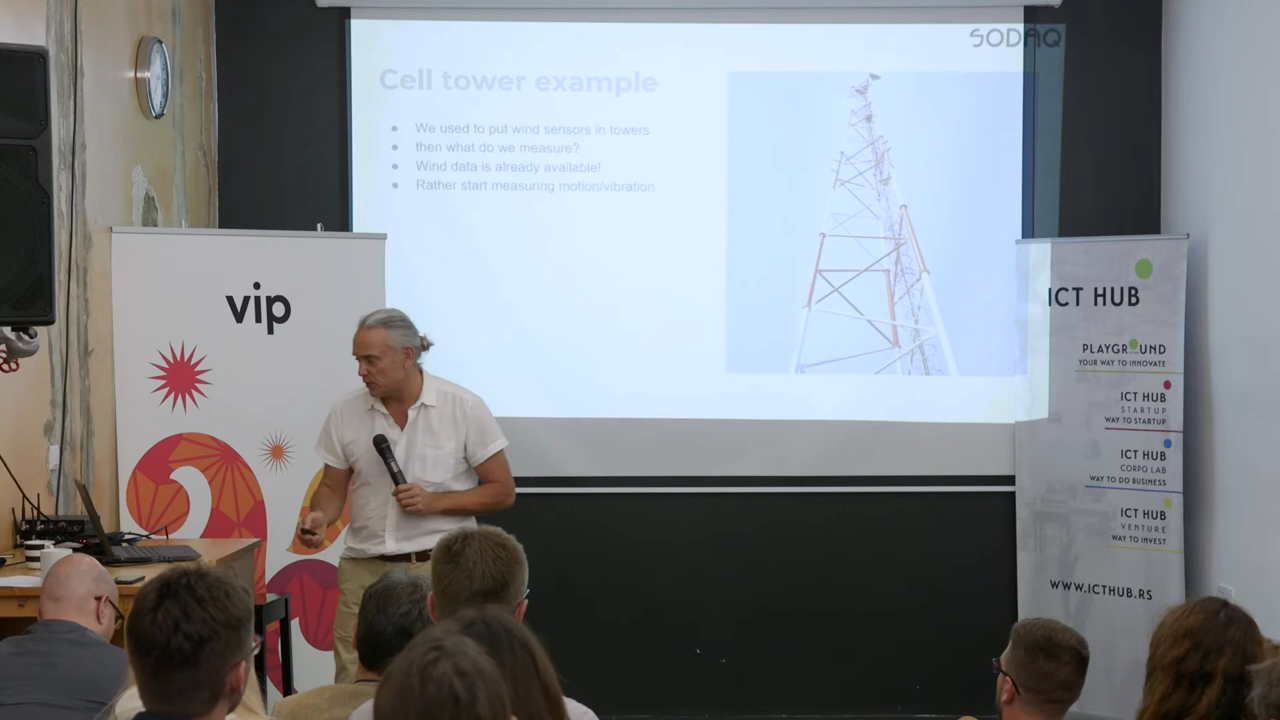 SODAQ
Cell tower example
We used to put wind sensors in towers
then what do we measure?
Wind data is already available!
Rather start measuring motion/vibration
vip
ICT HUB
PLAYGROUND
YOUR WAY TO INNOVATE
ICT HUB
STARTUP
WAY TO STARTUP
ICT HUB
CORPO LAB
WAY TO DO BUSINESS
ICT HUB
VENTURE
WAY TO INVEST
WWW.ICTHUB.RS